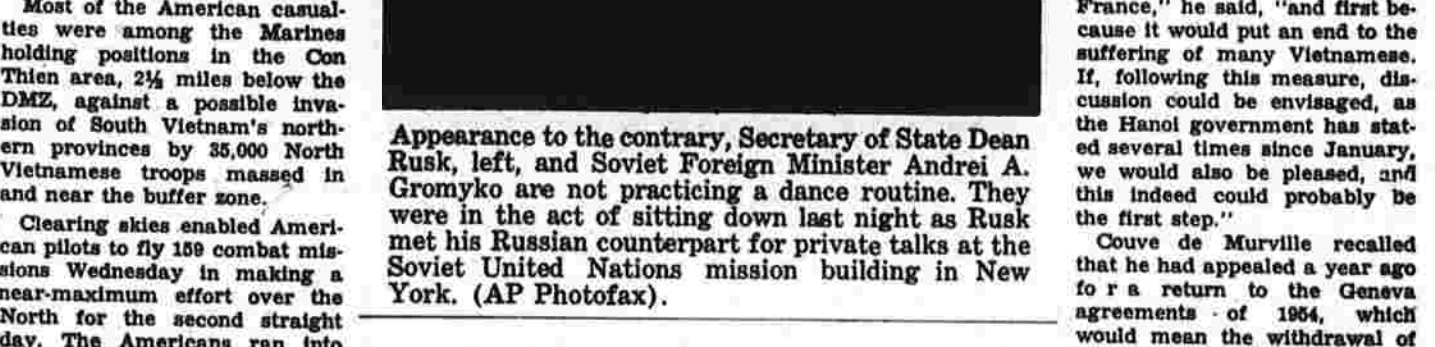 Most of the American casual-
ties were among the Marines
holding positions in the Con
Thien area, 2½ miles below the
DMZ, against a possible inva-
sion of South Vietnam's north-
ern provinces by 35,000 North
Vietnamese troops massed in
and near the buffer zone.
Clearing skies enabled Ameri-
can pilots to fly 159 combat mis-
sions Wednesday in making a
near-maximum effort over the
North for the second straight
day. The Americans ran into
Appearance to the contrary, Secretary of State Dean
Rusk, left, and Soviet Foreign Minister Andrei A.
Gromyko are not practicing a dance routine. They
were in the act of sitting down last night as Rusk
met his Russian counterpart for private talks at the
Soviet United Nations mission building in New
York. (AP Photofax).
France," he said, "and first be-
cause it would put an end to the
suffering of many Vietnamese.
If, following this measure, dis-
cussion could be envisaged, as
the Hanoi government has stat-
ed several times since January,
we would also be pleased, and
this indeed could probably be
the first step."
Couve de Murville recalled
that he had appealed a year ago
fo r a return to the Geneva
agreements of 1954, which
would mean the withdrawal of